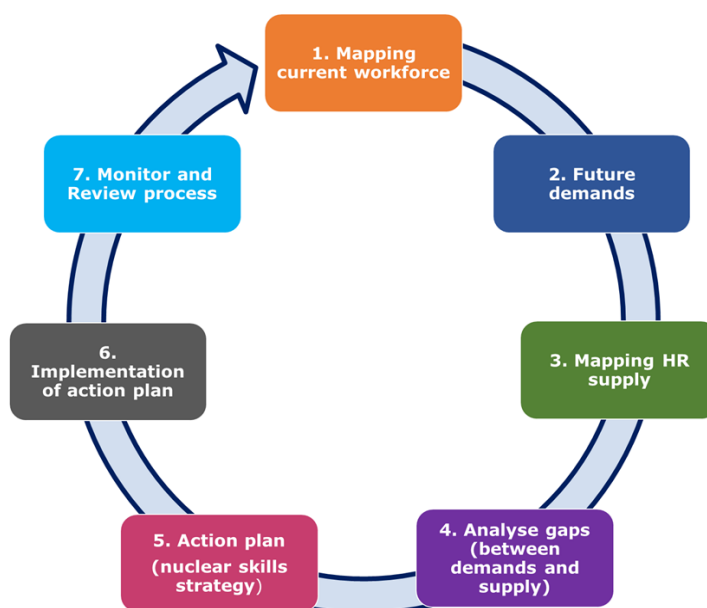 1. Mapping
current workforce
2. Future
demands
3. Mapping HR
supply
4. Analyse gaps
(between
demands and
supply)
5. Action plan
(nuclear skills
strategy)
6.
Implementation
of action plan
7. Monitor and
Review process